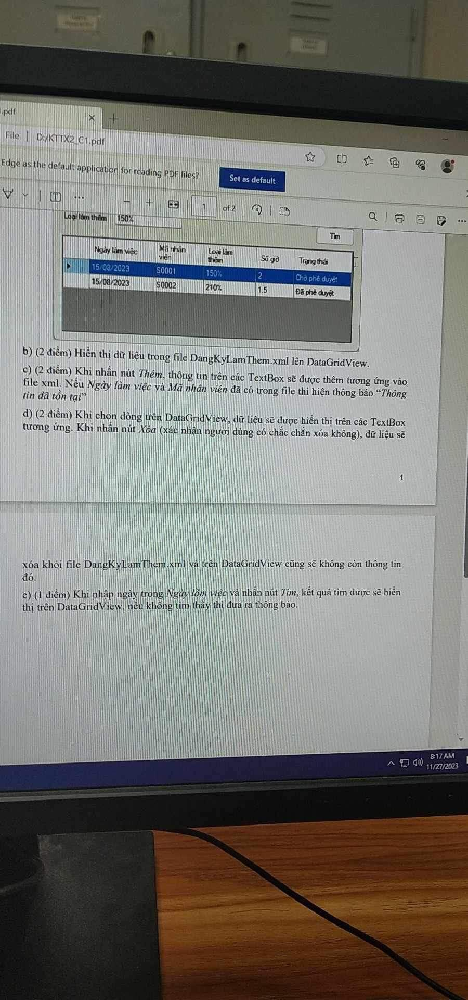 .pdf
File D:/KTTX2_C1.pdf
Edge as the default application for reading PDF files?
Set as default
1 of 2
Loại làm thêm 150%
Tìm
Ngày làm việc Mã nhân viên Loại làm thêm Số giờ Trạng thái
15/08/2023 S0001 150% 2 Chờ phê duyệt
15/08/2023 S0002 210% 1.5 Đã phê duyệt
b) (2 điểm) Hiển thị dữ liệu trong file DangKyLamThem.xml lên DataGridView.
c) (2 điểm) Khi nhấn nút Thêm, thông tin trên các TextBox sẽ được thêm tương ứng vào
file xml. Nếu Ngày làm việc và Mã nhân viên đã có trong file thì hiện thông báo “Thông
tin đã tồn tại”
d) (2 điểm) Khi chọn dòng trên DataGridView, dữ liệu sẽ được hiển thị trên các TextBox
tương ứng. Khi nhấn nút Xóa (xác nhận người dùng có chắc chắn xóa không), dữ liệu sẽ
1
xóa khỏi file DangKyLamThem.xml và trên DataGridView cũng sẽ không còn thông tin
đó.
e) (1 điểm) Khi nhập ngày trong Ngày làm việc và nhấn nút Tìm, kết quả tìm được sẽ hiển
thị trên DataGridView, nếu không tìm thấy thì đưa ra thông báo.
8:17 AM
11/27/2023